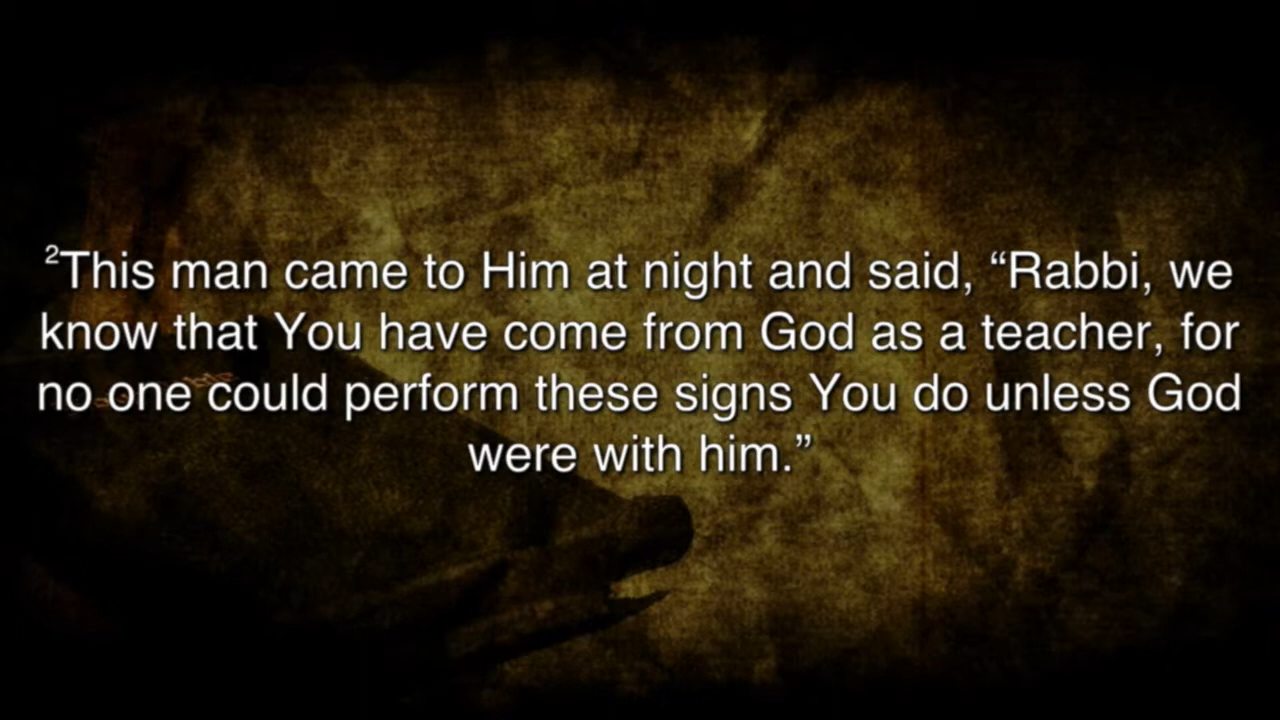 ²This man came to Him at night and said, “Rabbi, we
know that You have come from God as a teacher, for
no one could perform these signs You do unless God
were with him.”